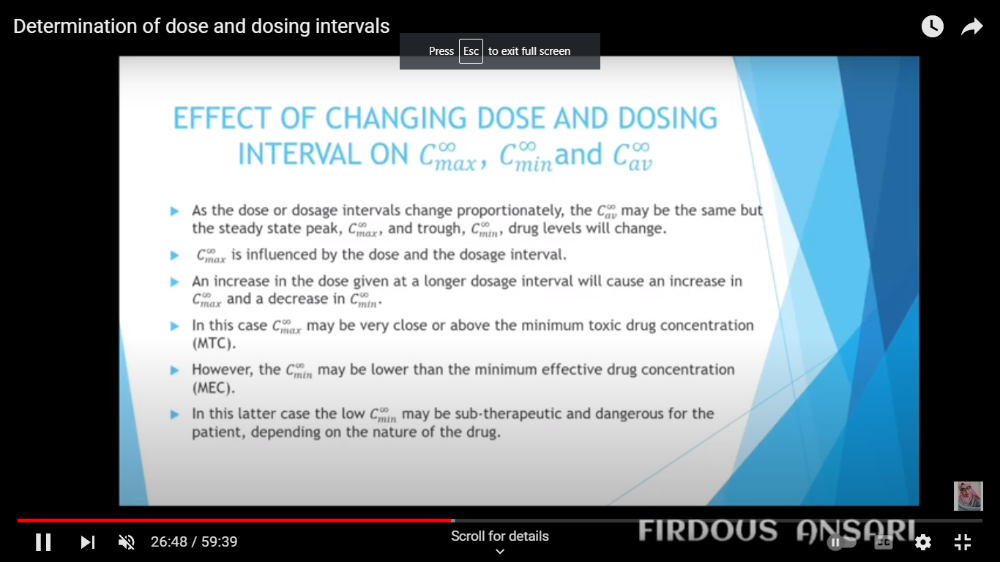 Determination of dose and dosing intervals
Press Esc to exit full screen
EFFECT OF CHANGING DOSE AND DOSING
INTERVAL ON C∞max, C∞min and C∞av
▶ As the dose or dosage intervals change proportionately, the C∞av may be the same but
the steady state peak, C∞max, and trough, C∞min, drug levels will change.
▶ C∞max is influenced by the dose and the dosage interval.
▶ An increase in the dose given at a longer dosage interval will cause an increase in
C∞max and a decrease in C∞min.
▶ In this case C∞max may be very close or above the minimum toxic drug concentration
(MTC).
▶ However, the C∞min may be lower than the minimum effective drug concentration
(MEC).
▶ In this latter case the low C∞min may be sub-therapeutic and dangerous for the
patient, depending on the nature of the drug.
FIRDOUS ANSARI
26:48 / 59:39
Scroll for details
CC